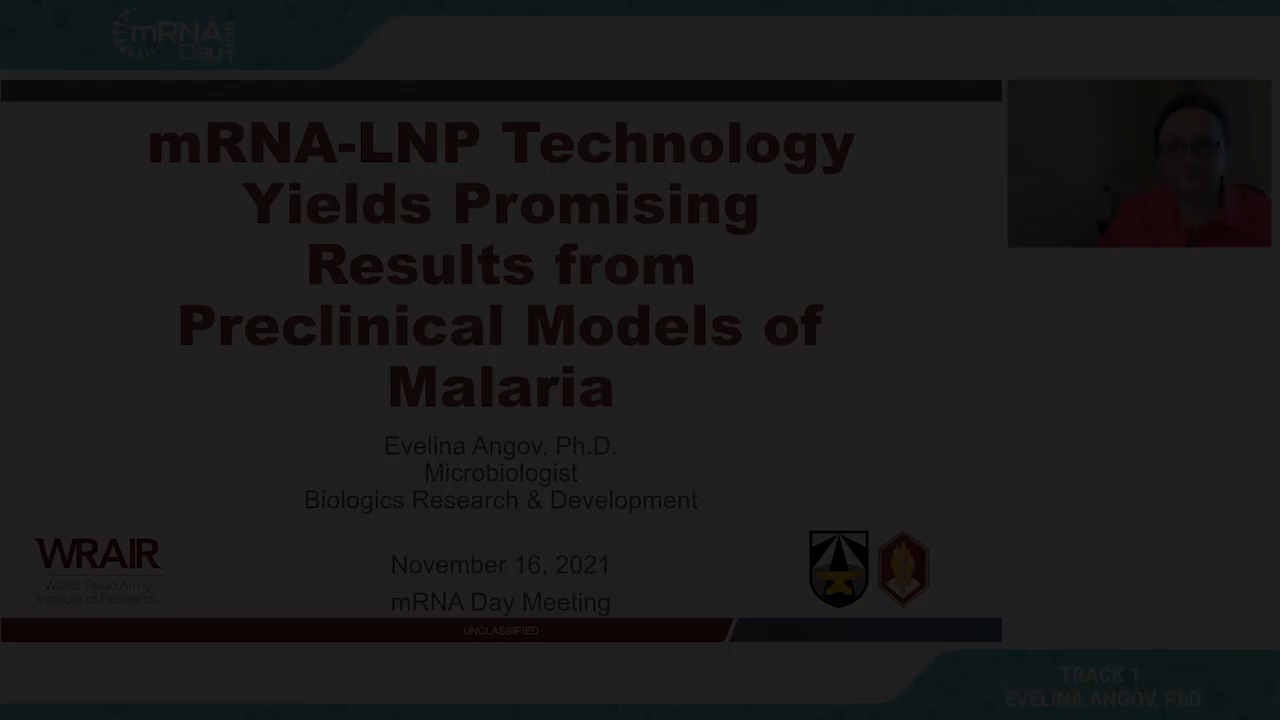 mRNA
Day
2021
mRNA-LNP Technology
Yields Promising
Results from
Preclinical Models of
Malaria
Evelina Angov, Ph.D.
Microbiologist
Biologics Research & Development
WRAIR
Walter Reed Army
Institute of Research
November 16, 2021
mRNA Day Meeting
UNCLASSIFIED
TRACK 1:
EVELINA ANGOV, PhD